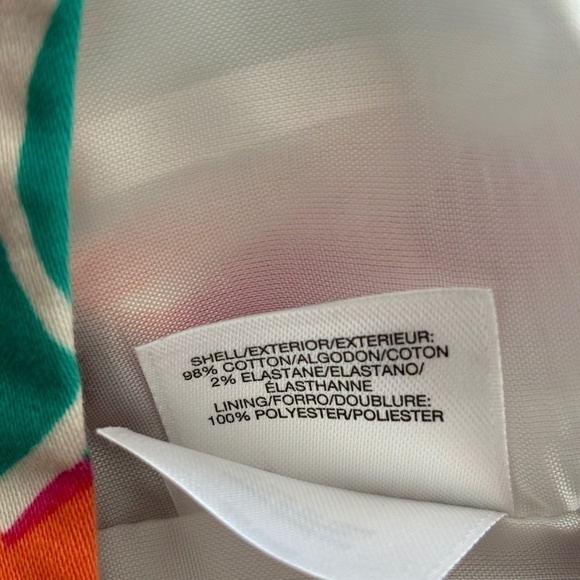 SHELL/EXTERIOR/EXTERIEUR:
98% COTTON/ALGODON/COTON
2% ELASTANE/ELASTANO/
ÉLASTHANNE
LINING/FORRO/DOUBLURE:
100% POLYESTER/POLIESTER